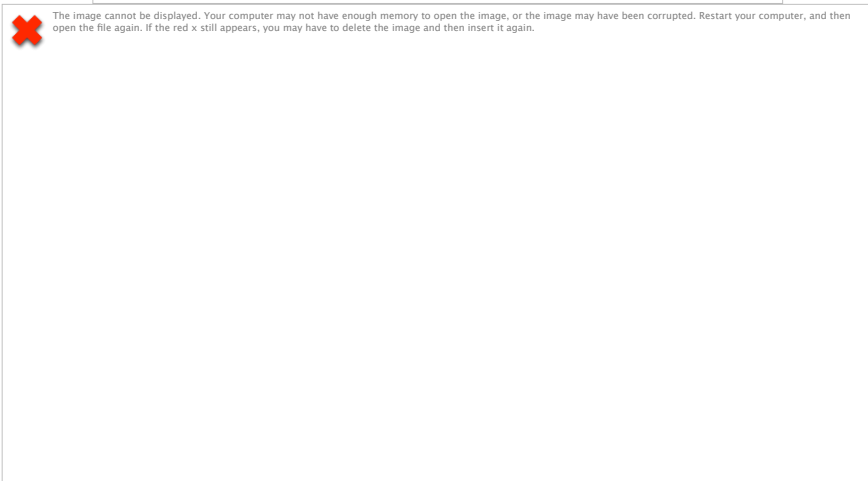 The image cannot be displayed. Your computer may not have enough memory to open the image, or the image may have been corrupted. Restart your computer, and then
open the file again. If the red x still appears, you may have to delete the image and then insert it again.